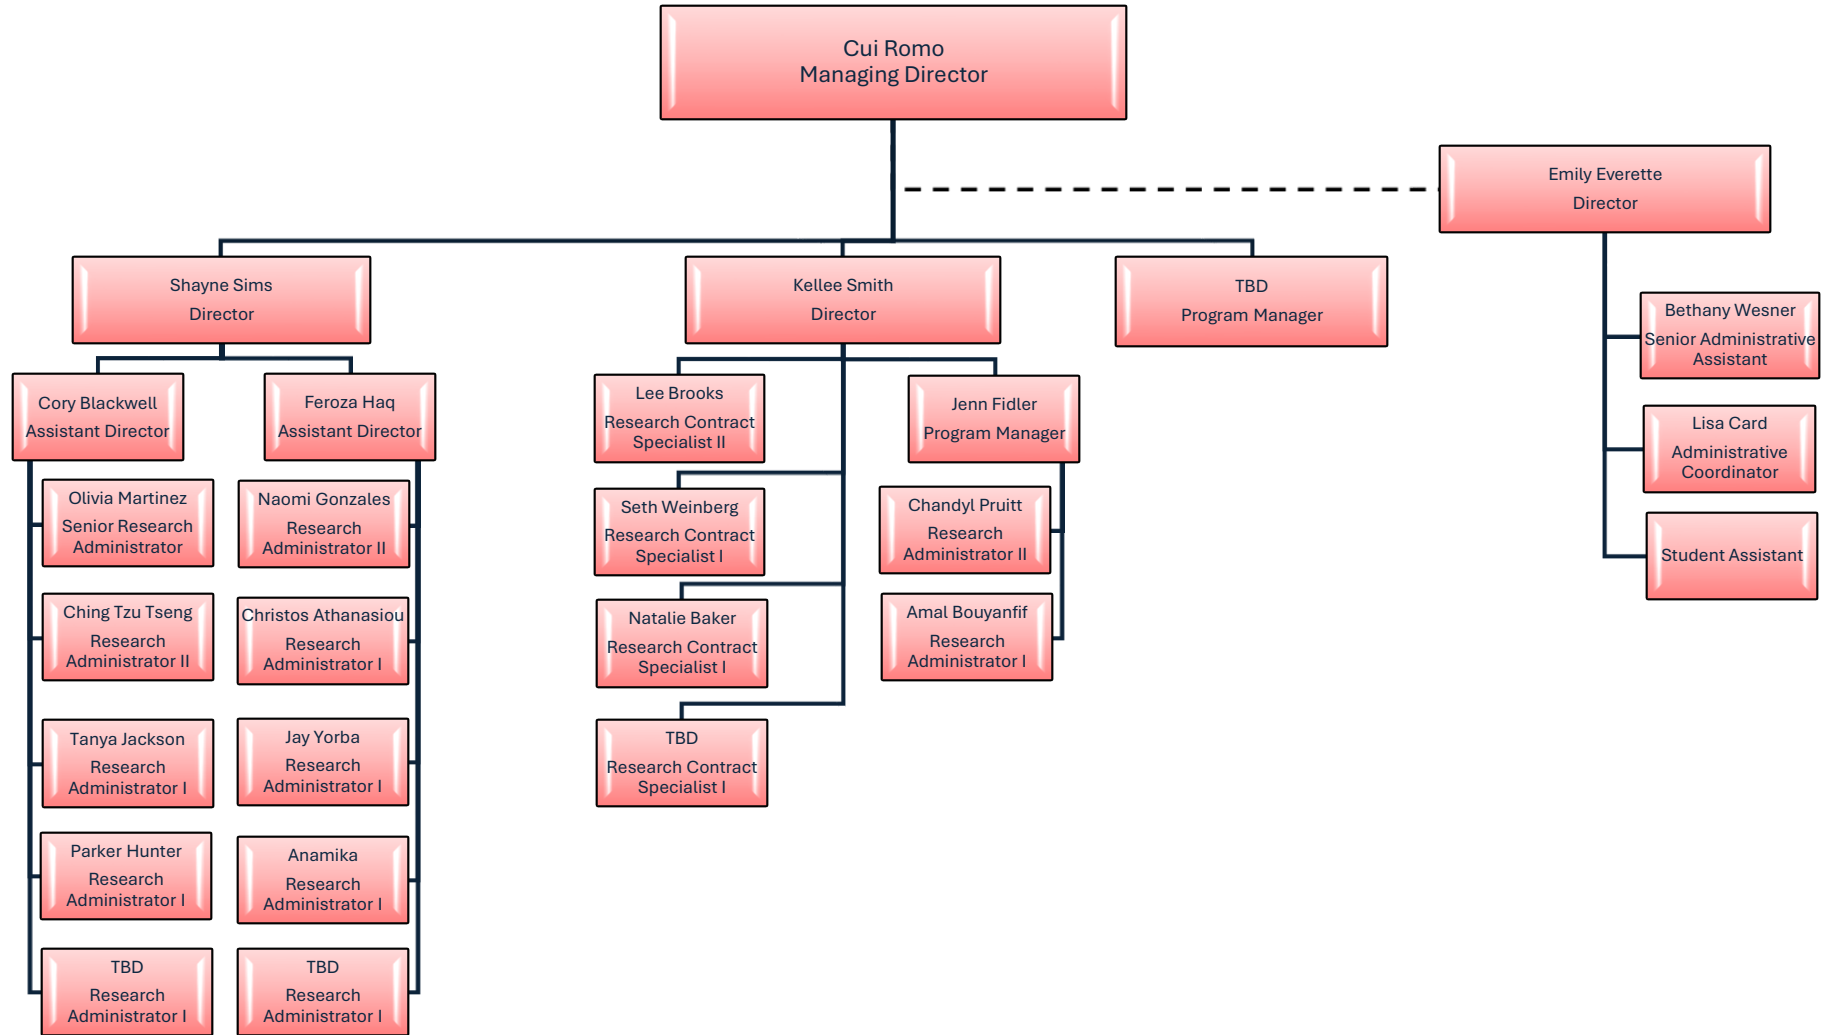 Cui Romo
Managing Director
Emily Everette
Director
Shayne Sims
Director
Kellee Smith
Director
TBD
Program Manager
Bethany Wesner
Senior Administrative
Assistant
Lisa Card
Administrative
Coordinator
Student Assistant
Cory Blackwell
Assistant Director
Feroza Haq
Assistant Director
Lee Brooks
Research Contract
Specialist II
Jenn Fidler
Program Manager
Olivia Martinez
Senior Research
Administrator
Naomi Gonzales
Research
Administrator II
Seth Weinberg
Research Contract
Specialist I
Chandyl Pruitt
Research
Administrator II
Ching Tzu Tseng
Research
Administrator II
Christos Athanasiou
Research
Administrator I
Natalie Baker
Research Contract
Specialist I
Amal Bouyanfif
Research
Administrator I
Tanya Jackson
Research
Administrator I
Jay Yorba
Research
Administrator I
TBD
Research Contract
Specialist I
Parker Hunter
Research
Administrator I
Anamika
Research
Administrator I
TBD
Research
Administrator I
TBD
Research
Administrator I